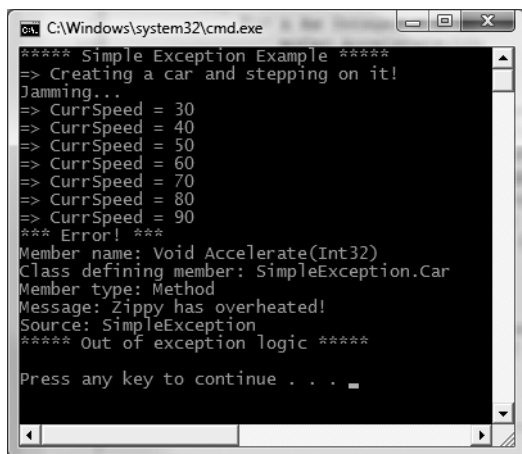 C:\Windows\system32\cmd.exe
***** Simple Exception Example *****
=> Creating a car and stepping on it!
Jamming...
=> CurrSpeed = 30
=> CurrSpeed = 40
=> CurrSpeed = 50
=> CurrSpeed = 60
=> CurrSpeed = 70
=> CurrSpeed = 80
=> CurrSpeed = 90
*** Error! ***
Member name: Void Accelerate(Int32)
Class defining member: SimpleException.Car
Member type: Method
Message: Zippy has overheated!
Source: SimpleException
***** Out of exception logic *****
Press any key to continue . . . _